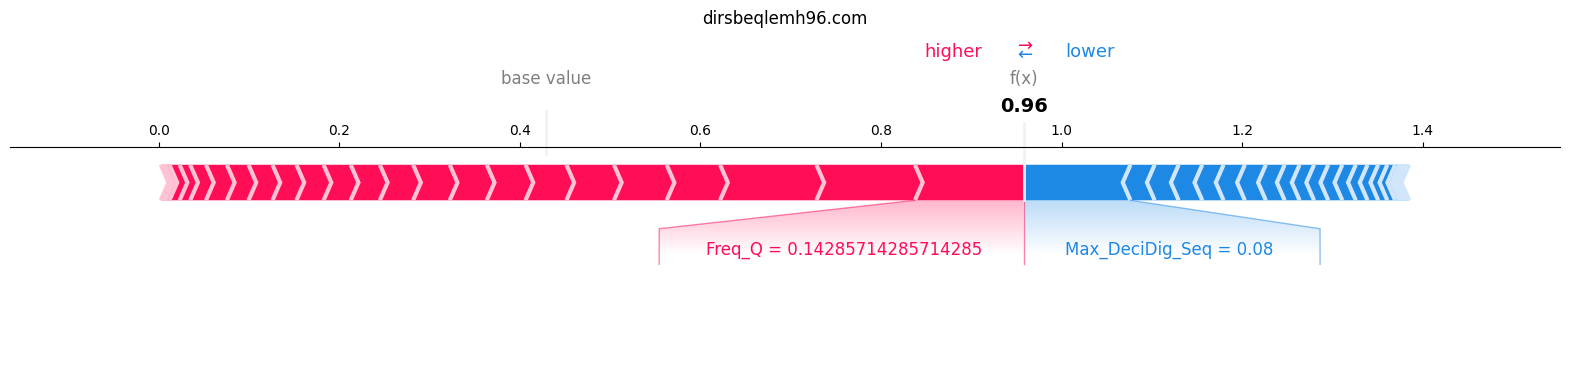 dirsbeqlemh96.com
higher ⇄ lower
base value f(x)
0.96
0.0 0.2 0.4 0.6 0.8 1.0 1.2 1.4
Freq_Q = 0.14285714285714285 Max_DeciDig_Seq = 0.08